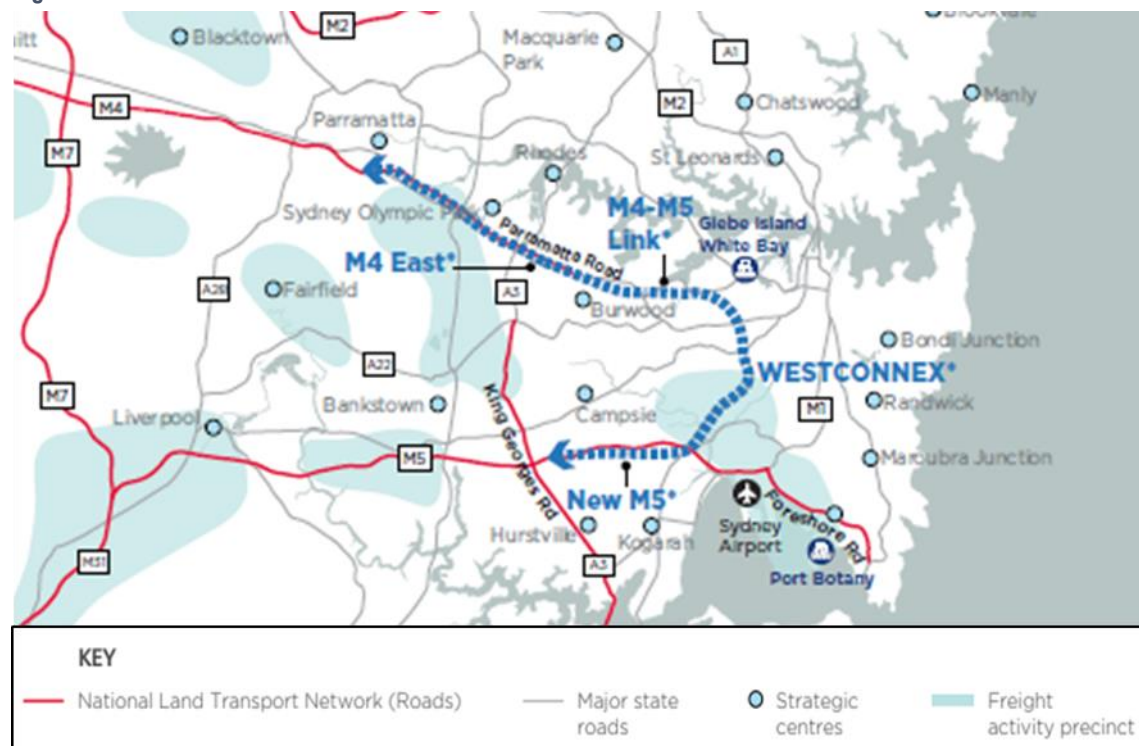 Blacktown
M2
Macquarie
Park
A1
M4
M2
Chatswood
Manly
Parramatta
M7
Rhodes
St Leonards
Sydney Olympic
Parramatta Road
M4-M5
Link*
Glebe Island
White Bay
M4 East*
A28
Fairfield
A3
Burwood
Bondi Junction
A22
WESTCONNEX*
M7
Liverpool
Bankstown
King Georges Rd
Campsie
M1
Randwick
M5
Maroubra Junction
New M5*
Hurstville
Kogarah
Sydney
Airport
Foreshore Rd
M31
A3
Port Botany
KEY
National Land Transport Network (Roads)
Major state
roads
Strategic
centres
Freight
activity precinct